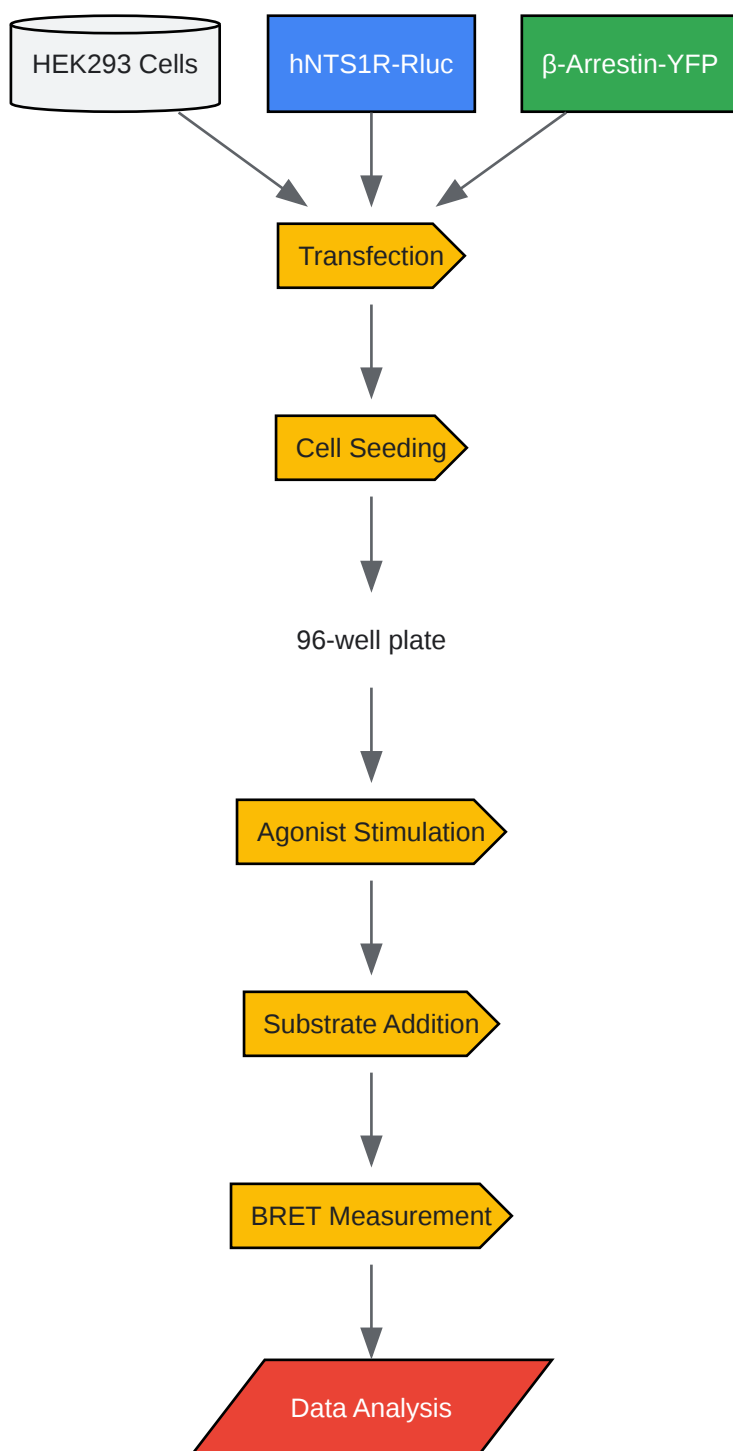 HEK293 Cells
hNTS1R-Rluc
β-Arrestin-YFP
Transfection
Cell Seeding
96-well plate
Agonist Stimulation
Substrate Addition
BRET Measurement
Data Analysis